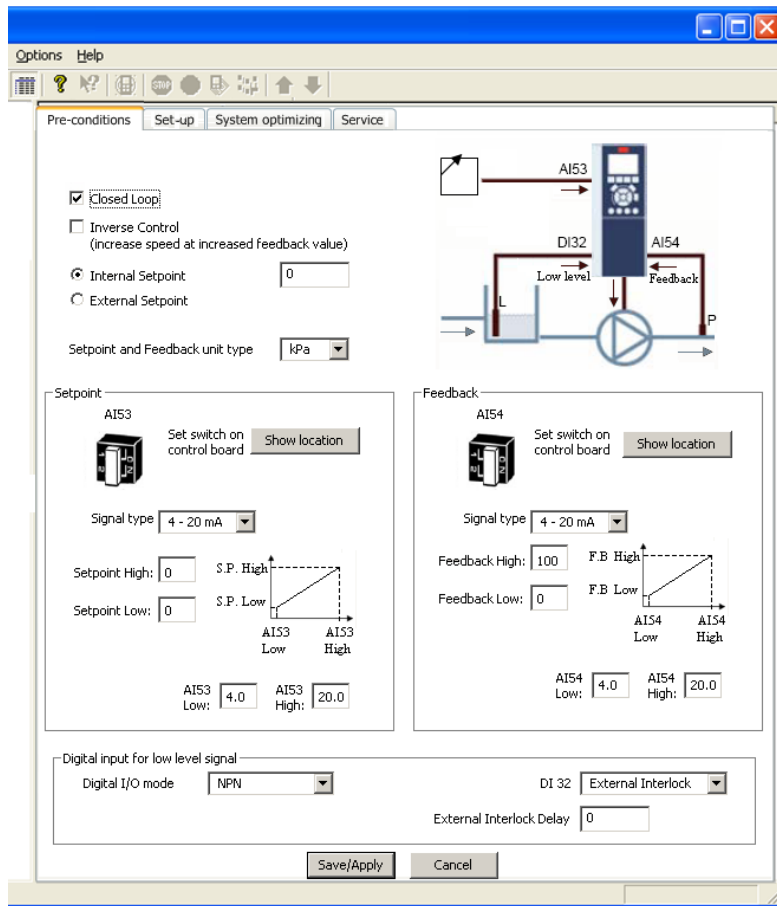 Options Help
STOP
Pre-conditions Set-up System optimizing Service
Closed Loop
Inverse Control
(increase speed at increased feedback value)
Internal Setpoint 0
External Setpoint
Setpoint and Feedback unit type kPa
AI53
DI32 AI54
Low level Feedback
L
P
Setpoint
AI53
Set switch on
control board
Show location
Signal type 4 - 20 mA
Setpoint High: 0
Setpoint Low: 0
S.P. High
S.P. Low
AI53 AI53
Low High
AI53 AI53
Low: 4.0 High: 20.0
Feedback
AI54
Set switch on
control board
Show location
Signal type 4 - 20 mA
Feedback High: 100
Feedback Low: 0
F.B High
F.B Low
AI54 AI54
Low High
AI54 AI54
Low: 4.0 High: 20.0
Digital input for low level signal
Digital I/O mode NPN DI 32 External Interlock
External Interlock Delay 0
Save/Apply Cancel